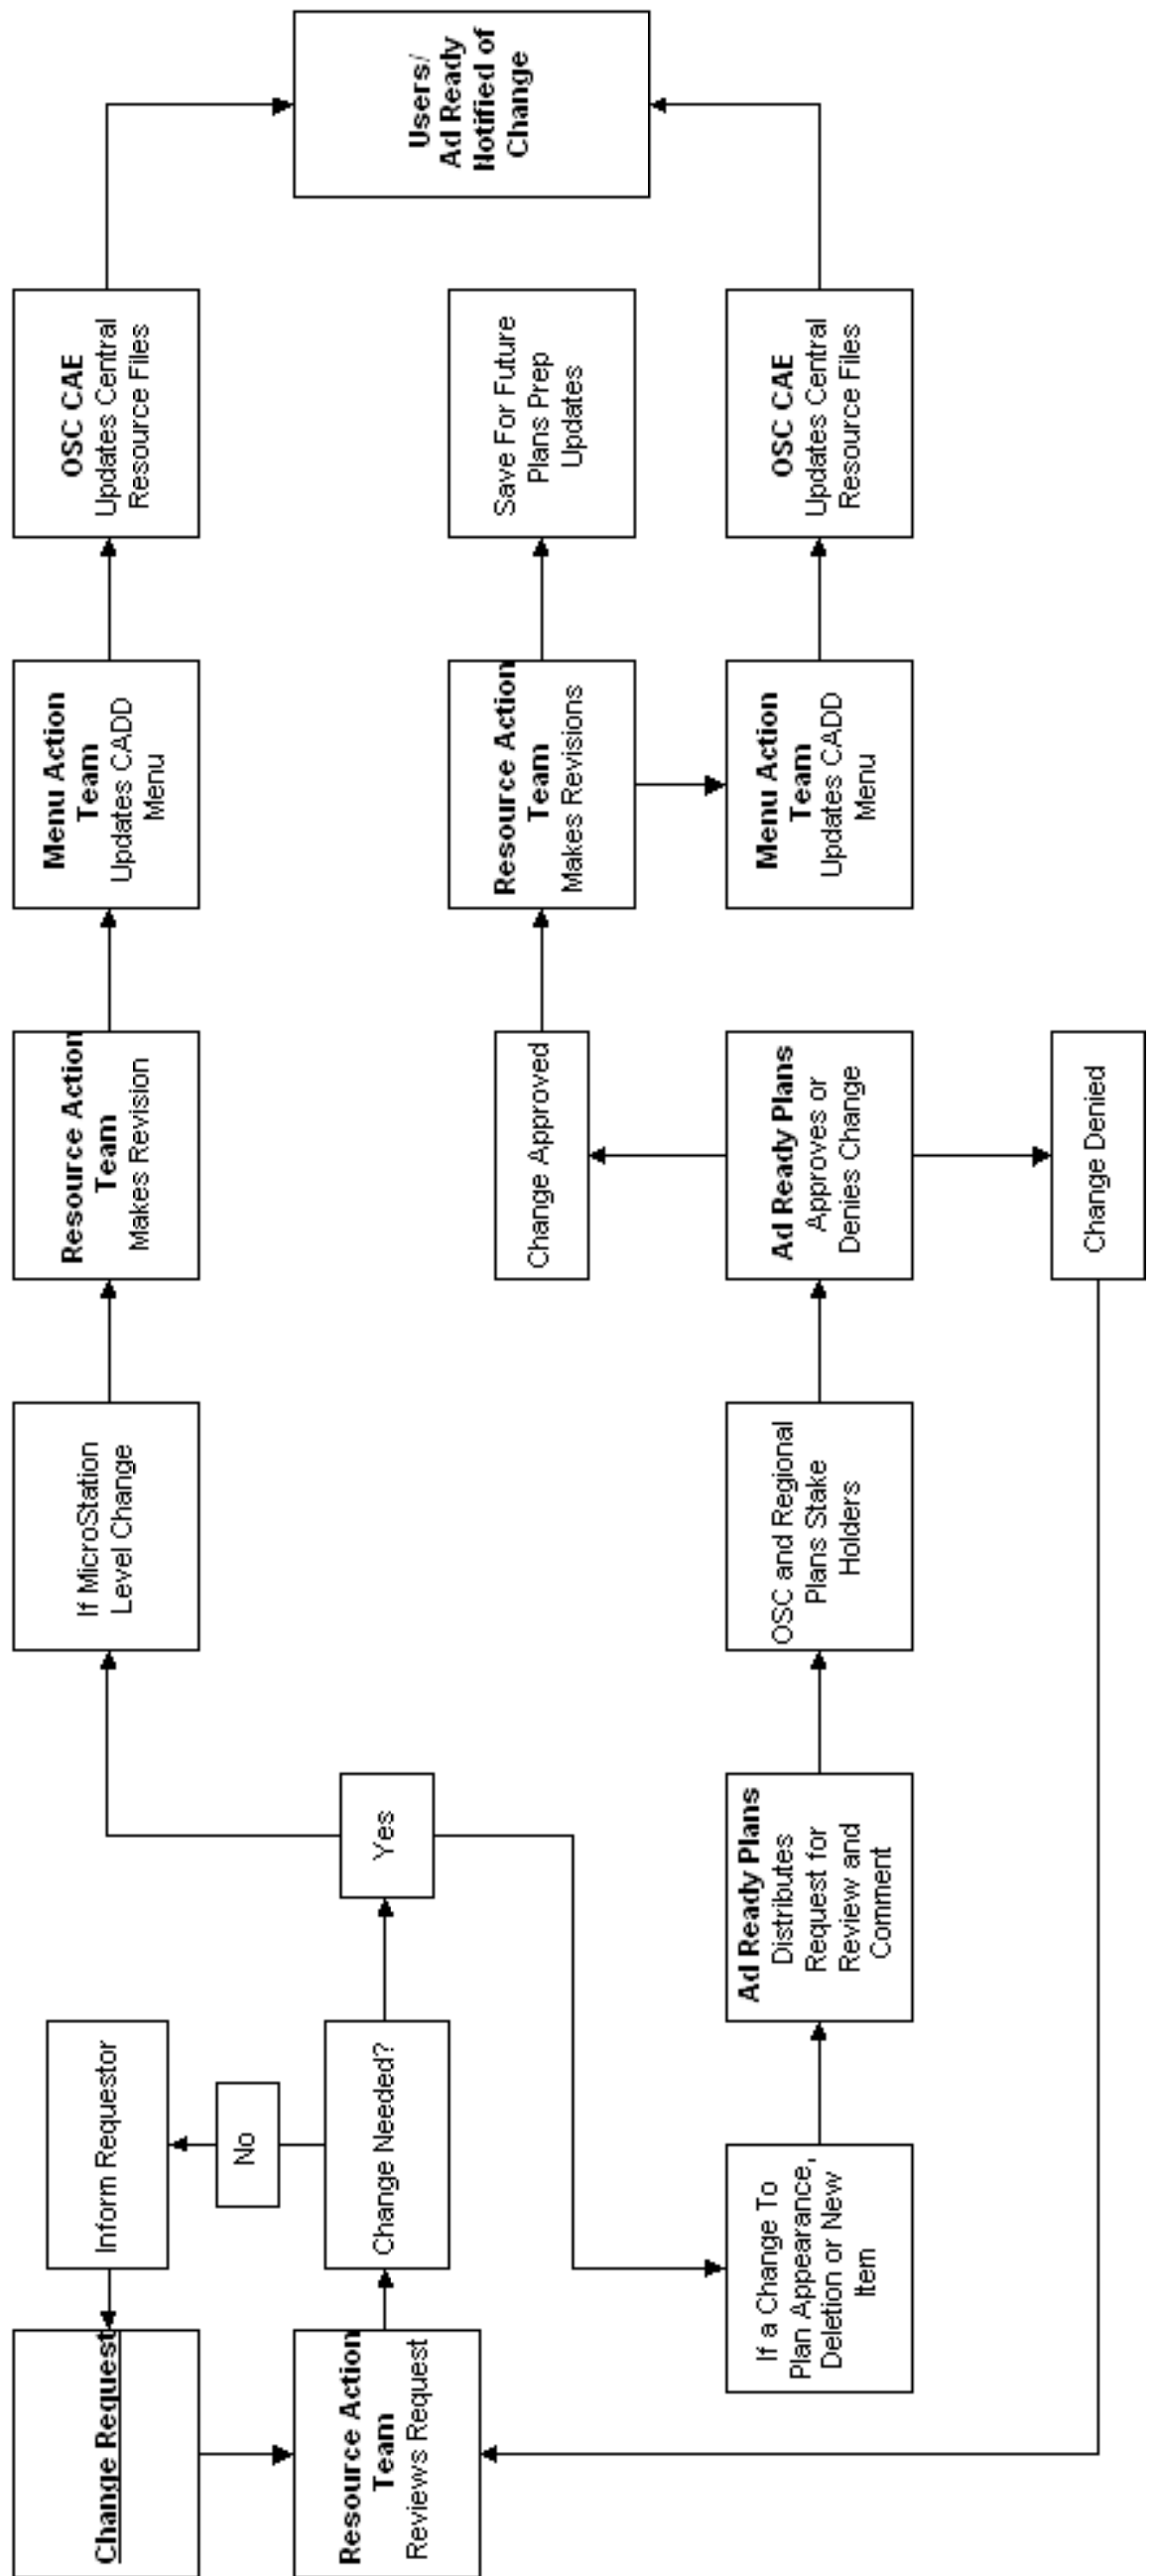 Change Request
Inform Requestor
If MicroStation
Level Change
Resource Action
Team
Makes Revision
Menu Action
Team
Updates CADD
Menu
OSC CAE
Updates Central
Resource Files
No
Resource Action
Team
Reviews Request
Change Needed?
Yes
Users/
Ad Ready
Notified of
Change
Change Approved
Resource Action
Team
Makes Revisions
Save For Future
Plans Prep
Updates
If a Change To
Plan Appearance,
Deletion or New
Item
Ad Ready Plans
Distributes
Request for
Review and
Comment
OSC and Regional
Plans Stake
Holders
Ad Ready Plans
Approves or
Denies Change
Menu Action
Team
Updates CADD
Menu
OSC CAE
Updates Central
Resource Files
Change Denied